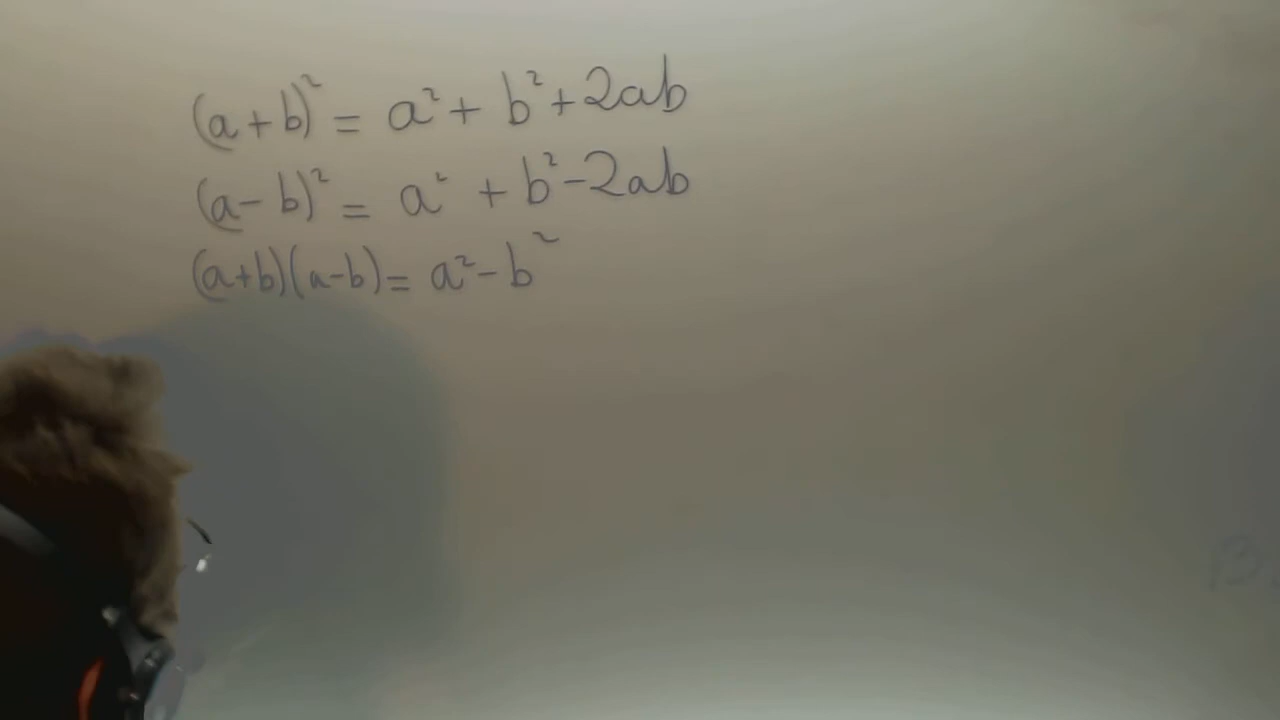 (a+b)² = a² + b² + 2ab
(a-b)² = a² + b² - 2ab
(a+b)(a-b) = a² - b²